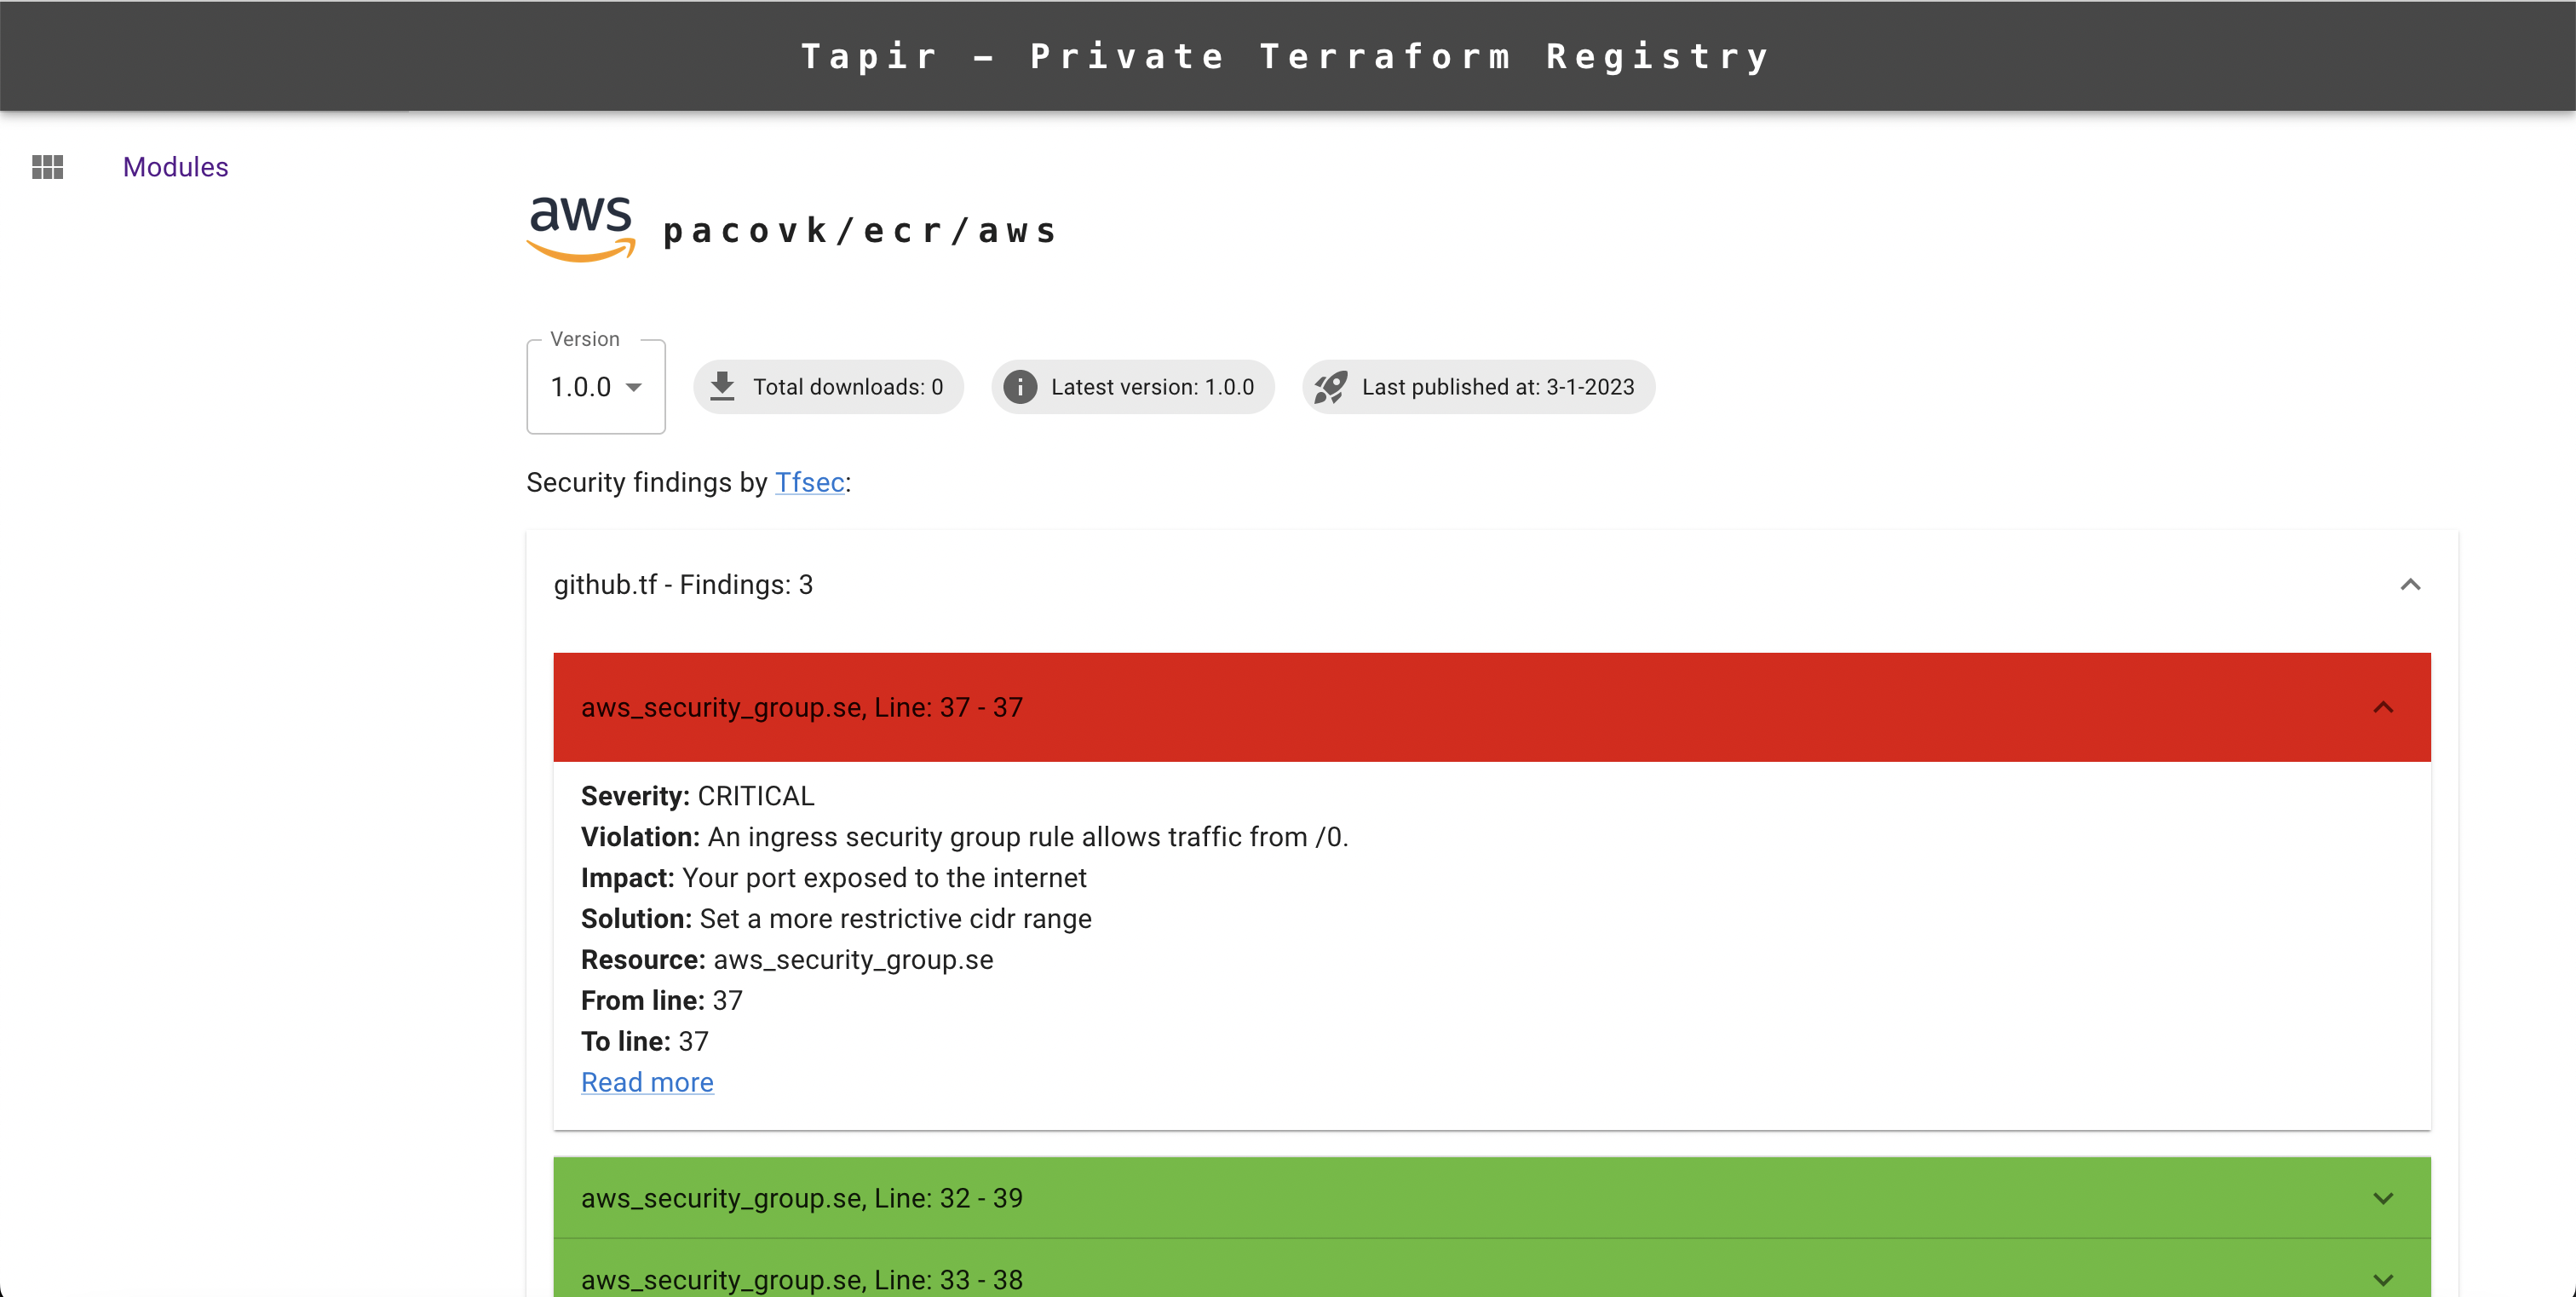 Tapir – Private Terraform Registry
Modules
aws
pacovk/ecr/aws
Version
1.0.0
Total downloads: 0
Latest version: 1.0.0
Last published at: 3-1-2023
Security findings by Tfsec:
github.tf - Findings: 3
aws_security_group.se, Line: 37 - 37
Severity: CRITICAL
Violation: An ingress security group rule allows traffic from /0.
Impact: Your port exposed to the internet
Solution: Set a more restrictive cidr range
Resource: aws_security_group.se
From line: 37
To line: 37
Read more
aws_security_group.se, Line: 32 - 39
aws_security_group.se, Line: 33 - 38